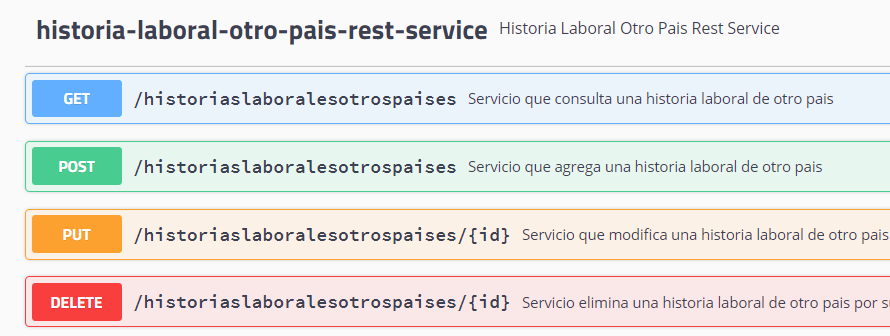 historia-laboral-otro-pais-rest-service Historia Laboral Otro Pais Rest Service
GET /historiaslaboralesotrospaises Servicio que consulta una historia laboral de otro pais
POST /historiaslaboralesotrospaises Servicio que agrega una historia laboral de otro pais
PUT /historiaslaboralesotrospaises/{id} Servicio que modifica una historia laboral de otro pais
DELETE /historiaslaboralesotrospaises/{id} Servicio elimina una historia laboral de otro pais por